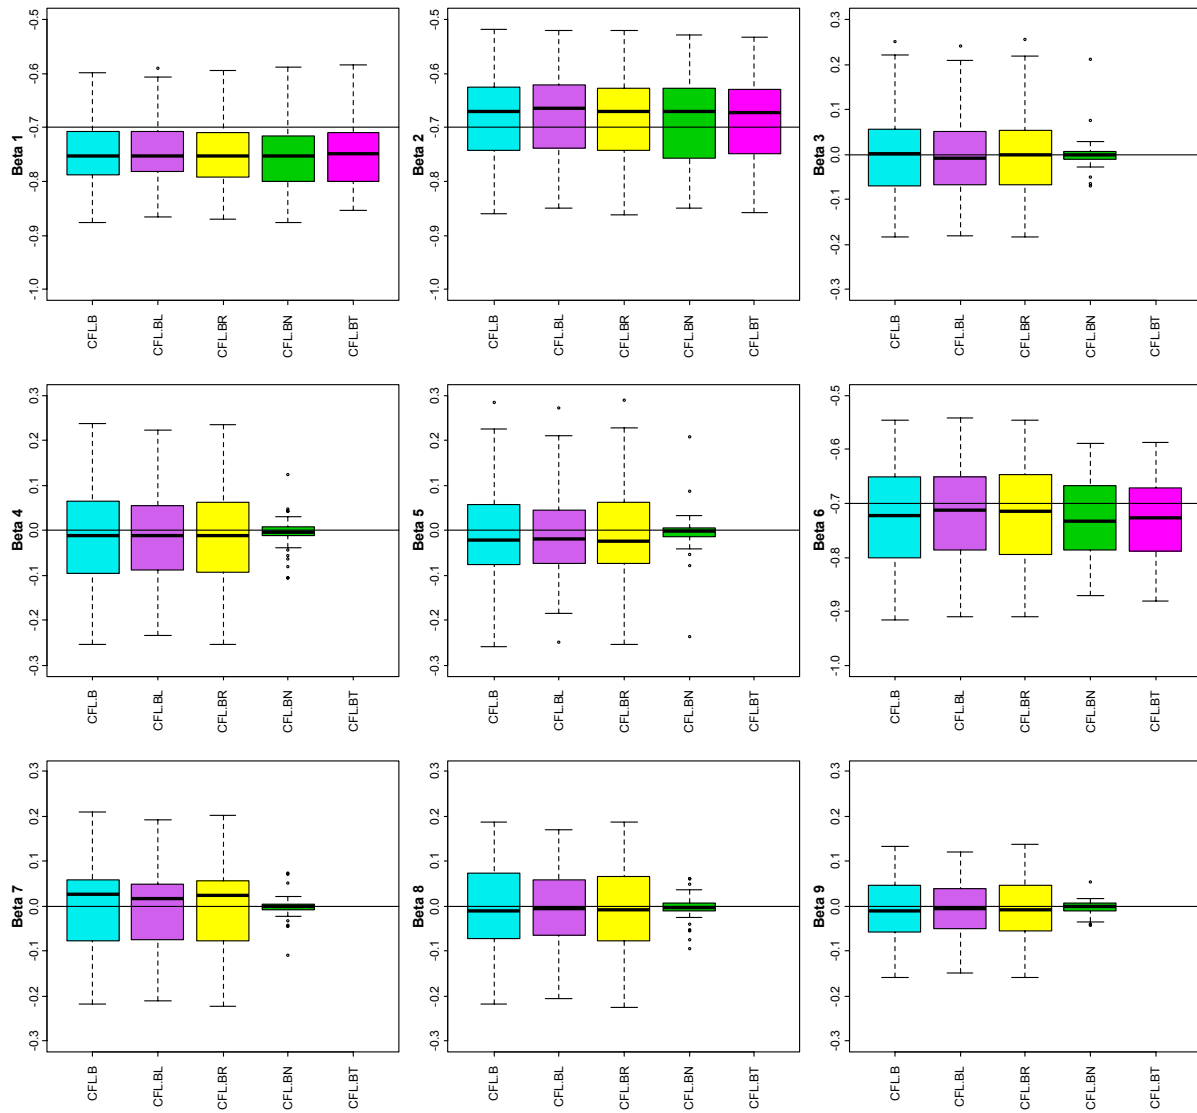 Beta 1
-0.5
-0.6
-0.7
-0.8
-0.9
-1.0
CFL.B
CFL.BL
CFL.BR
CFL.BN
CFL.BT
Beta 2
-0.5
-0.6
-0.7
-0.8
-0.9
-1.0
CFL.B
CFL.BL
CFL.BR
CFL.BN
CFL.BT
Beta 3
0.3
0.2
0.1
0.0
-0.1
-0.2
-0.3
CFL.B
CFL.BL
CFL.BR
CFL.BN
CFL.BT
Beta 4
0.3
0.2
0.1
0.0
-0.1
-0.2
-0.3
CFL.B
CFL.BL
CFL.BR
CFL.BN
CFL.BT
Beta 5
0.3
0.2
0.1
0.0
-0.1
-0.2
-0.3
CFL.B
CFL.BL
CFL.BR
CFL.BN
CFL.BT
Beta 6
-0.5
-0.6
-0.7
-0.8
-0.9
-1.0
CFL.B
CFL.BL
CFL.BR
CFL.BN
CFL.BT
Beta 7
0.3
0.2
0.1
0.0
-0.1
-0.2
-0.3
CFL.B
CFL.BL
CFL.BR
CFL.BN
CFL.BT
Beta 8
0.3
0.2
0.1
0.0
-0.1
-0.2
-0.3
CFL.B
CFL.BL
CFL.BR
CFL.BN
CFL.BT
Beta 9
0.3
0.2
0.1
0.0
-0.1
-0.2
-0.3
CFL.B
CFL.BL
CFL.BR
CFL.BN
CFL.BT